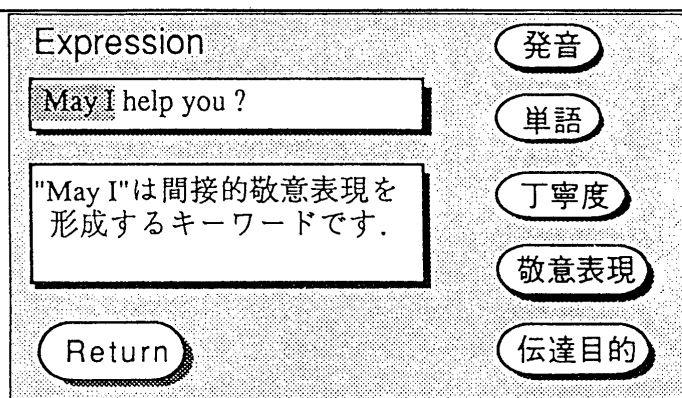 Expression
May I help you ?
"May I"は間接的敬意表現を
形成するキーワードです.
Return
発音
単語
丁寧度
敬意表現
伝達目的